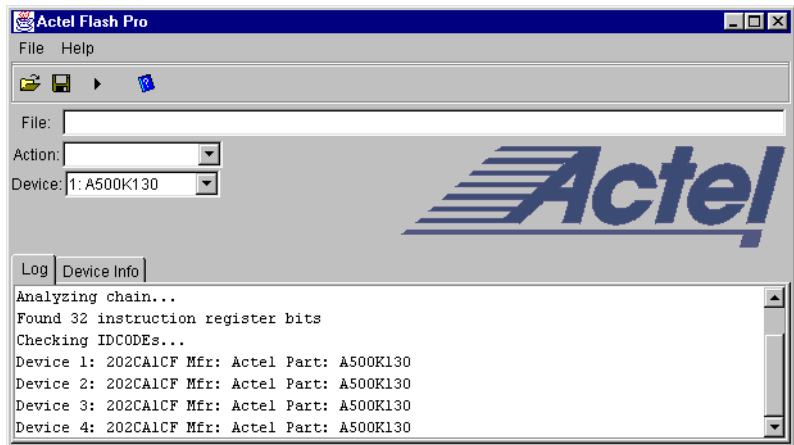 Actel Flash Pro
File Help
File:
Action:
Device: 1: A500K130
Actel
Log Device Info
Analyzing chain...
Found 32 instruction register bits
Checking IDCODEs...
Device 1: 202CA1CF Mfr: Actel Part: A500K130
Device 2: 202CA1CF Mfr: Actel Part: A500K130
Device 3: 202CA1CF Mfr: Actel Part: A500K130
Device 4: 202CA1CF Mfr: Actel Part: A500K130